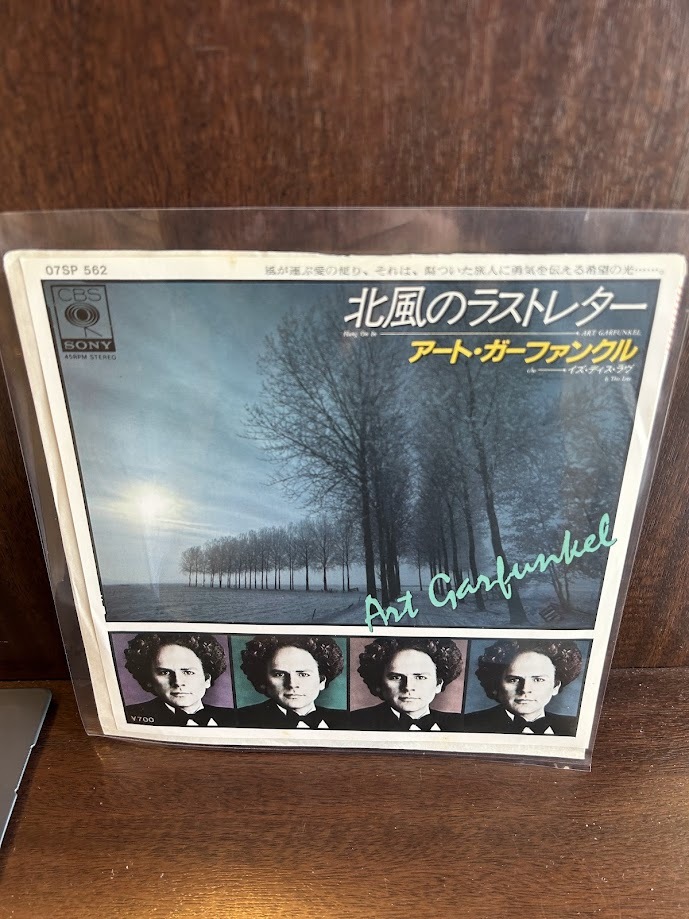 07SP 562
風が運ぶ愛の便り、それは、傷ついた旅人に勇気を伝える希望の光……。
CBS
SONY
45RPM STEREO
北風のラストレター
Hang On In
ART GARFUNKEL
アート・ガーファンクル
c/w
イズ・ディス・ラヴ
Is This Love
Art Garfunkel
¥700